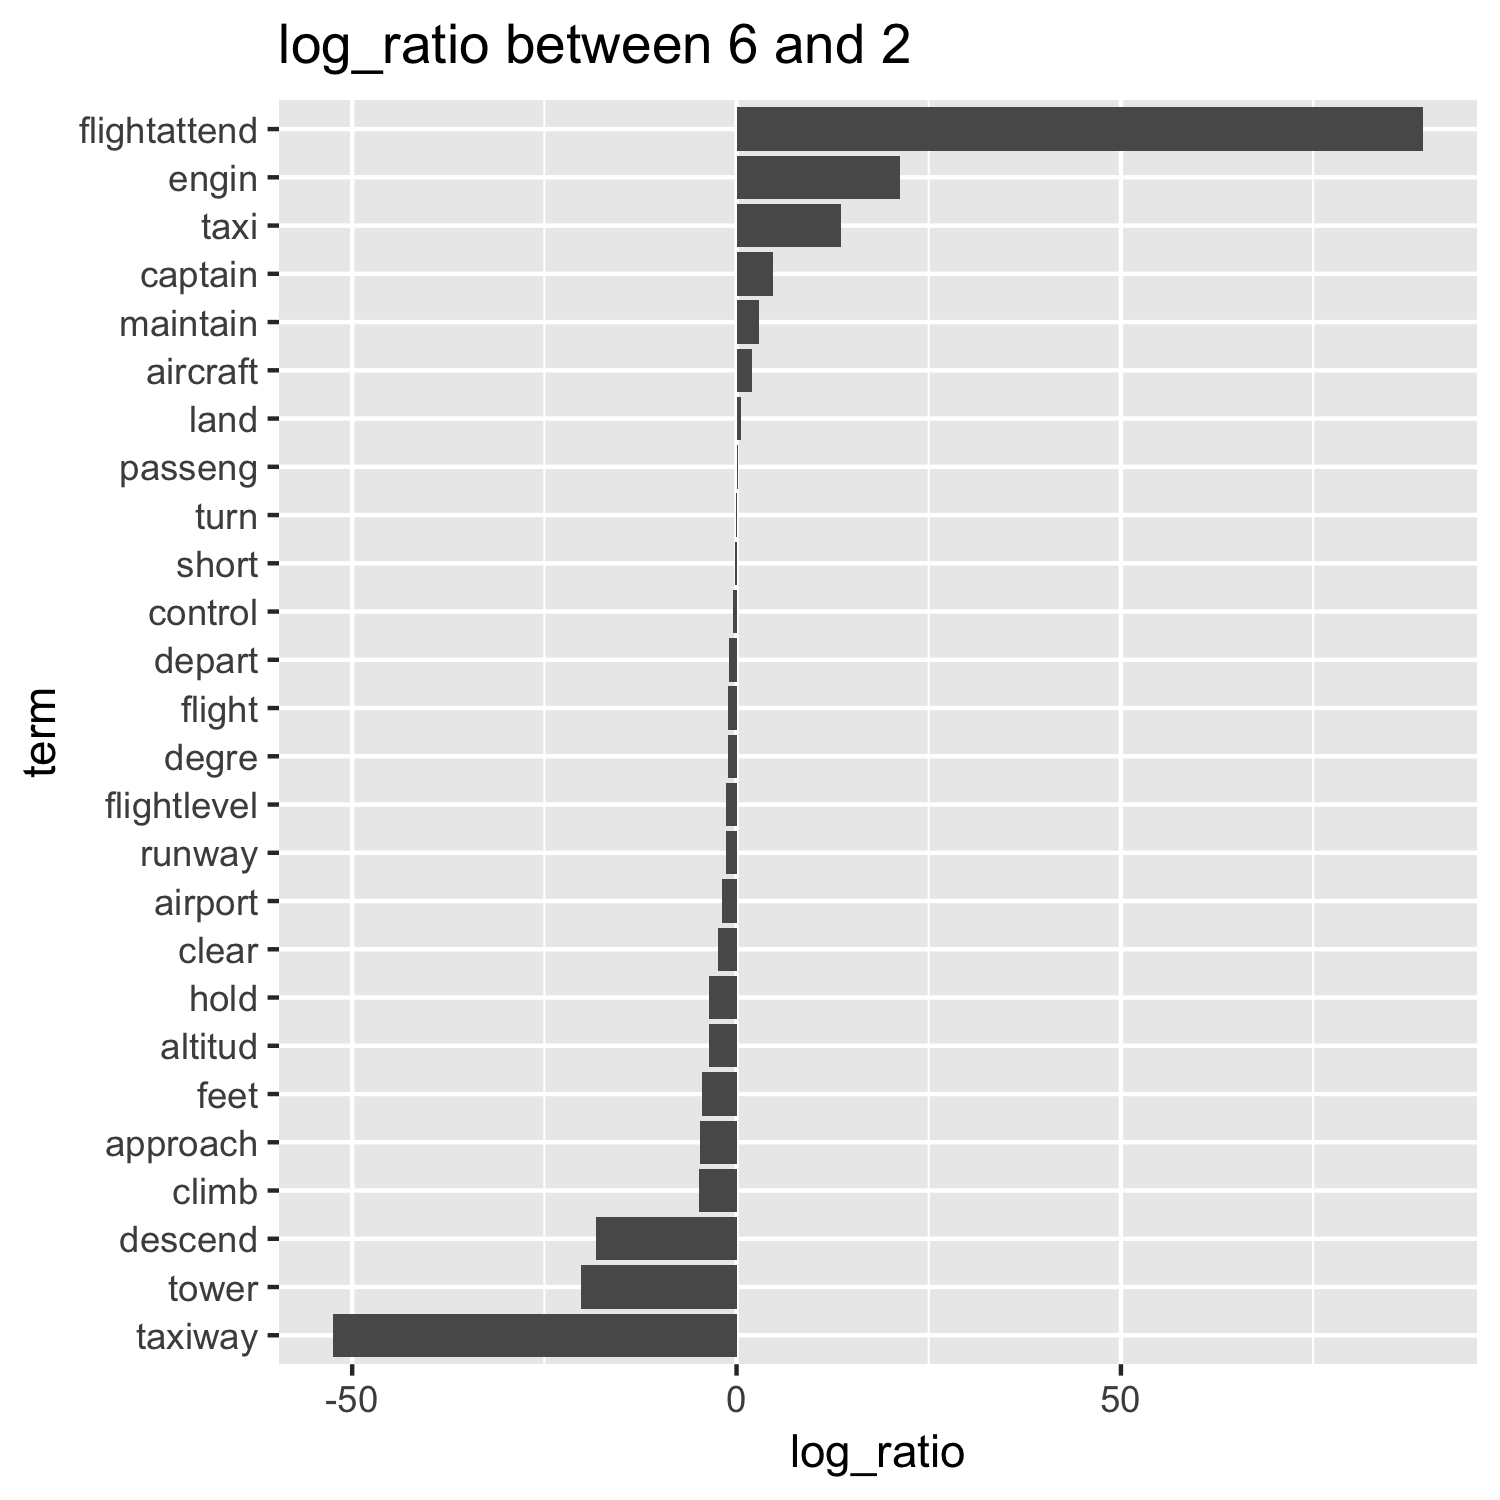 log_ratio between 6 and 2
flightattend
engin
taxi
captain
maintain
aircraft
land
passeng
turn
short
control
depart
flight
degre
flightlevel
runway
airport
clear
hold
altitud
feet
approach
climb
descend
tower
taxiway
term
-50 0 50
log_ratio